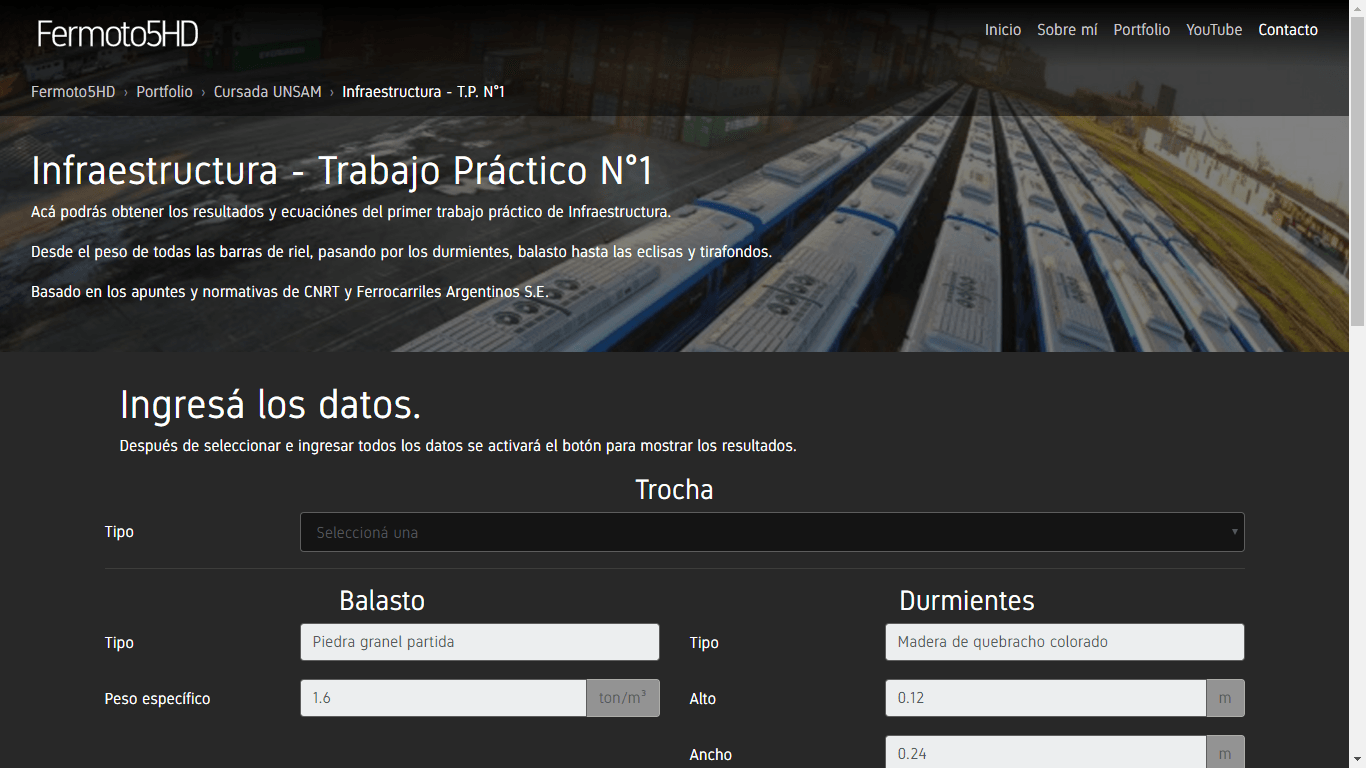 Fermoto5HD
Inicio Sobre mí Portfolio YouTube Contacto
Fermoto5HD › Portfolio › Cursada UNSAM › Infraestructura - T.P. N°1
Infraestructura - Trabajo Práctico N°1
Acá podrás obtener los resultados y ecuaciónes del primer trabajo práctico de Infraestructura.
Desde el peso de todas las barras de riel, pasando por los durmientes, balasto hasta las eclisas y tirafondos.
Basado en los apuntes y normativas de CNRT y Ferrocarriles Argentinos S.E.
Ingresá los datos.
Después de seleccionar e ingresar todos los datos se activará el botón para mostrar los resultados.
Trocha
Tipo Seleccioná una
Balasto Durmientes
Tipo Piedra granel partida Tipo Madera de quebracho colorado
Peso específico 1.6 ton/m³ Alto 0.12 m
Ancho 0.24 m